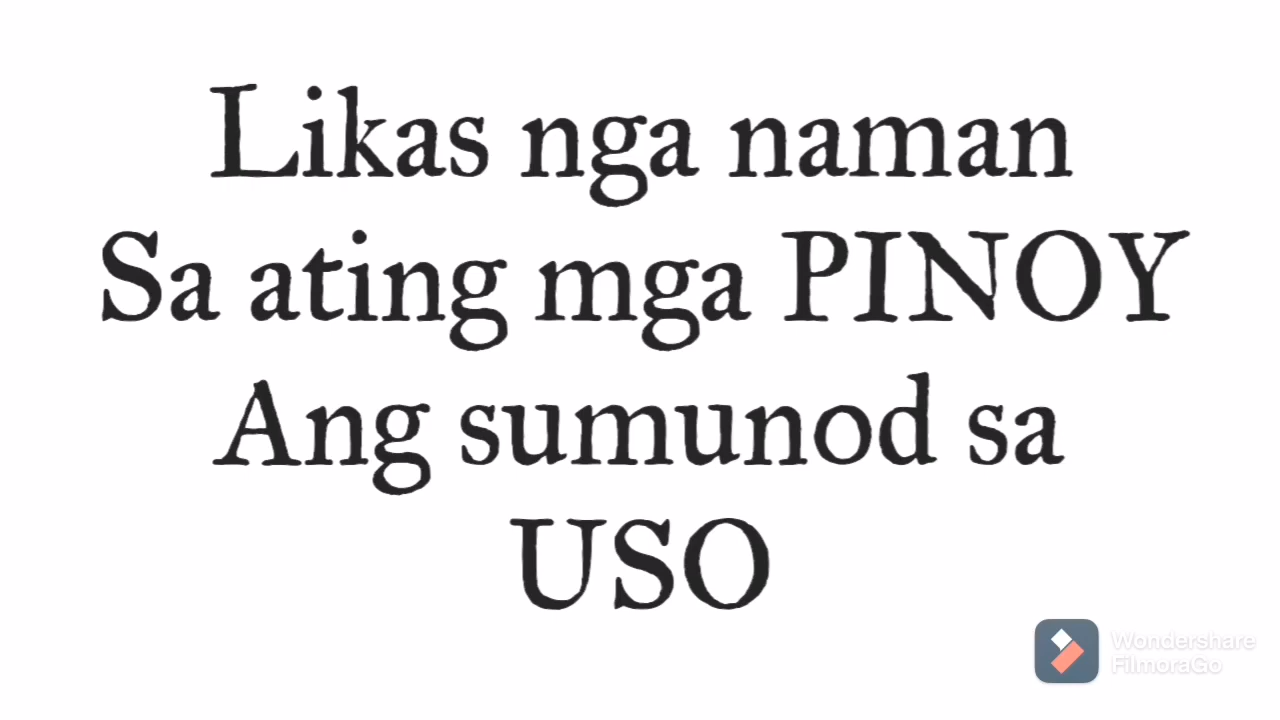 Likas nga naman
Sa ating mga PINOY
Ang sumunod sa
USO
Wondershare
FilmoraGo